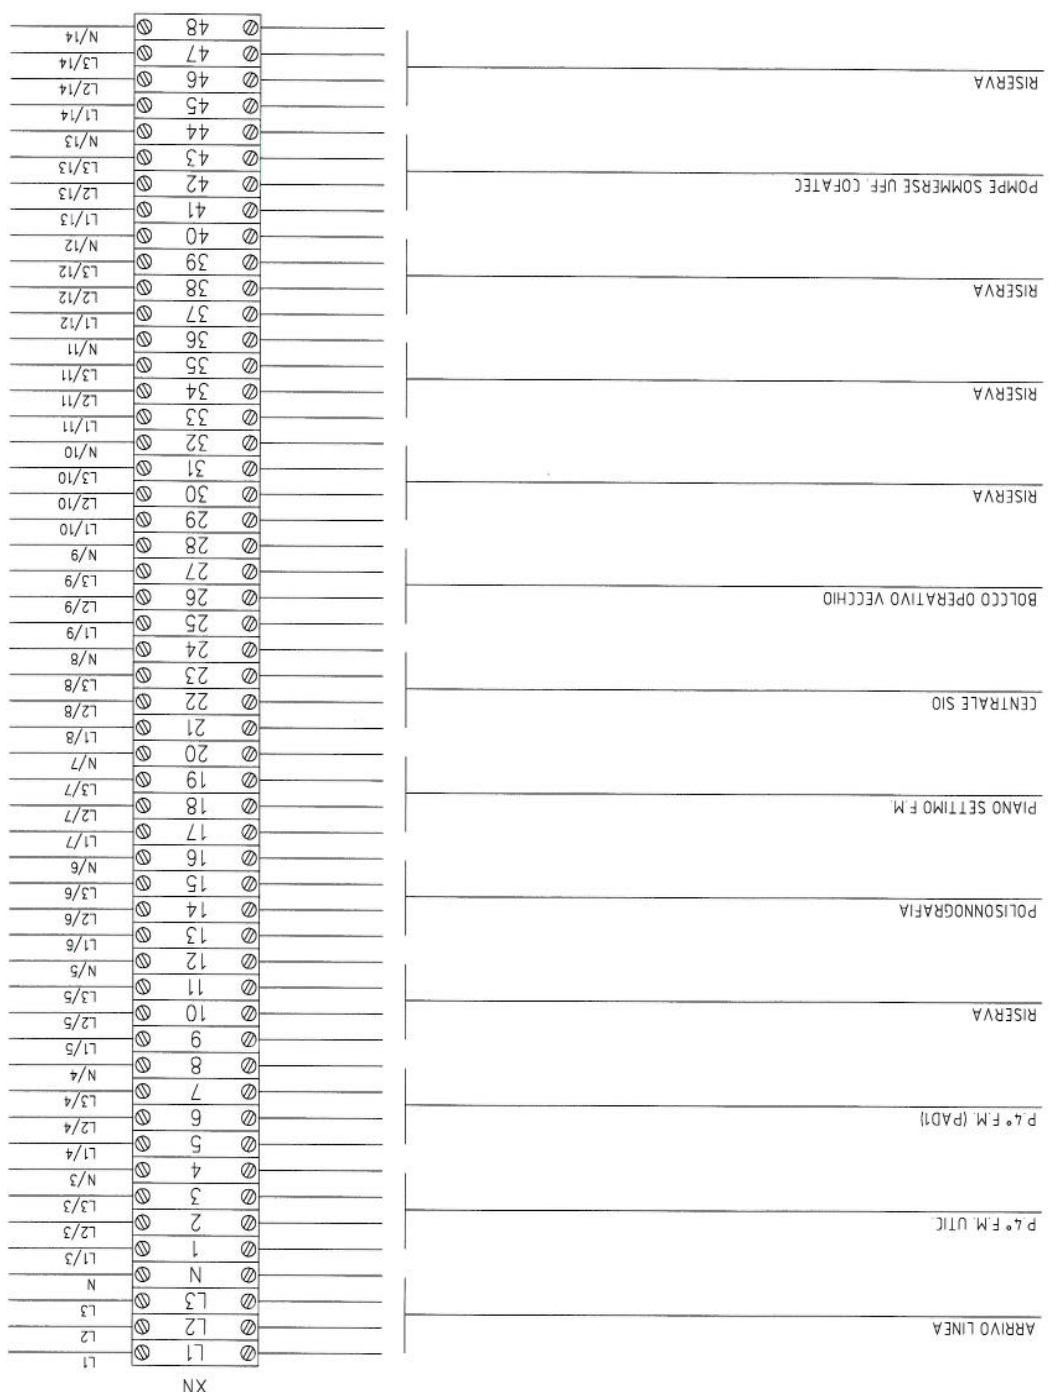 XN
ARRIVO LINEA
P.4° F.M. UTIC.
P.4° F.M. (PAD1)
RISERVA
POLISONNOGRAFIA
PIANO SETTIMO F.M.
CENTRALE SIO
BOLCCO OPERATIVO VECCHIO
RISERVA
RISERVA
RISERVA
POMPE SOMMERSE UFF. COFATEC
RISERVA
L1
L2
L3
N
1
2
3
4
5
6
7
8
9
10
11
12
13
14
15
16
17
18
19
20
21
22
23
24
25
26
27
28
29
30
31
32
33
34
35
36
37
38
39
40
41
42
43
44
45
46
47
48
L1
L2
L3
N
L1/3
L2/3
L3/3
N/3
L1/4
L2/4
L3/4
N/4
L1/5
L2/5
L3/5
N/5
L1/6
L2/6
L3/6
N/6
L1/7
L2/7
L3/7
N/7
L1/8
L2/8
L3/8
N/8
L1/9
L2/9
L3/9
N/9
L1/10
L2/10
L3/10
N/10
L1/11
L2/11
L3/11
N/11
L1/12
L2/12
L3/12
N/12
L1/13
L2/13
L3/13
N/13
L1/14
L2/14
L3/14
N/14